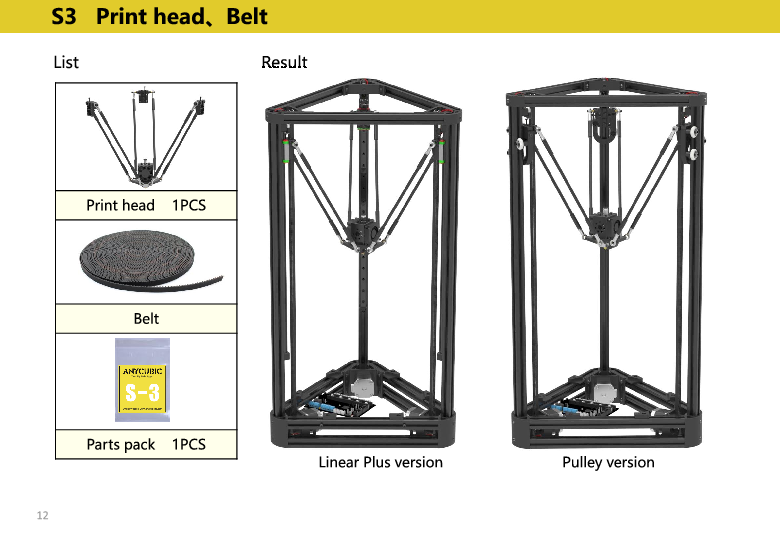 S3 Print head、Belt
List
Result
Print head 1PCS
Belt
ANYCUBIC
S-3
Parts pack 1PCS
Linear Plus version
Pulley version
12